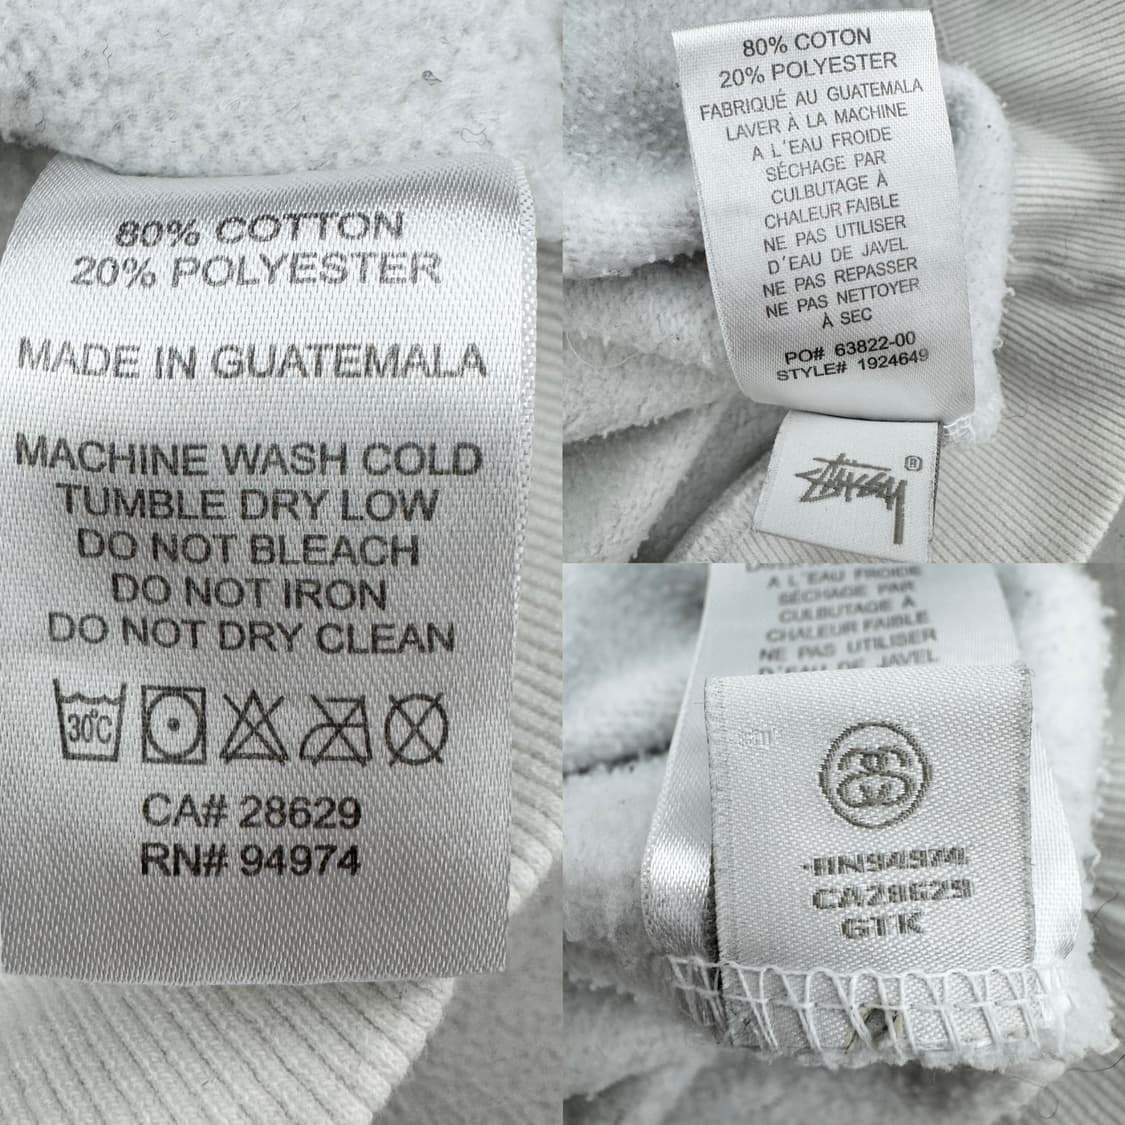 80% COTTON
20% POLYESTER
MADE IN GUATEMALA
MACHINE WASH COLD
TUMBLE DRY LOW
DO NOT BLEACH
DO NOT IRON
DO NOT DRY CLEAN
30°C
CA# 28629
RN# 94974
80% COTON
20% POLYESTER
FABRIQUÉ AU GUATEMALA
LAVER À LA MACHINE
A L'EAU FROIDE
SÉCHAGE PAR
CULBUTAGE À
CHALEUR FAIBLE
NE PAS UTILISER
D'EAU DE JAVEL
NE PAS REPASSER
NE PAS NETTOYER
À SEC
PO# 63822-00
STYLE# 1924649
Stüssy ®
A L'EAU FROIDE
SÉCHAGE PAR
CULBUTAGE À
CHALEUR FAIBLE
NE PAS UTILISER
D'EAU DE JAVEL
RN94974
CA28629
GTK